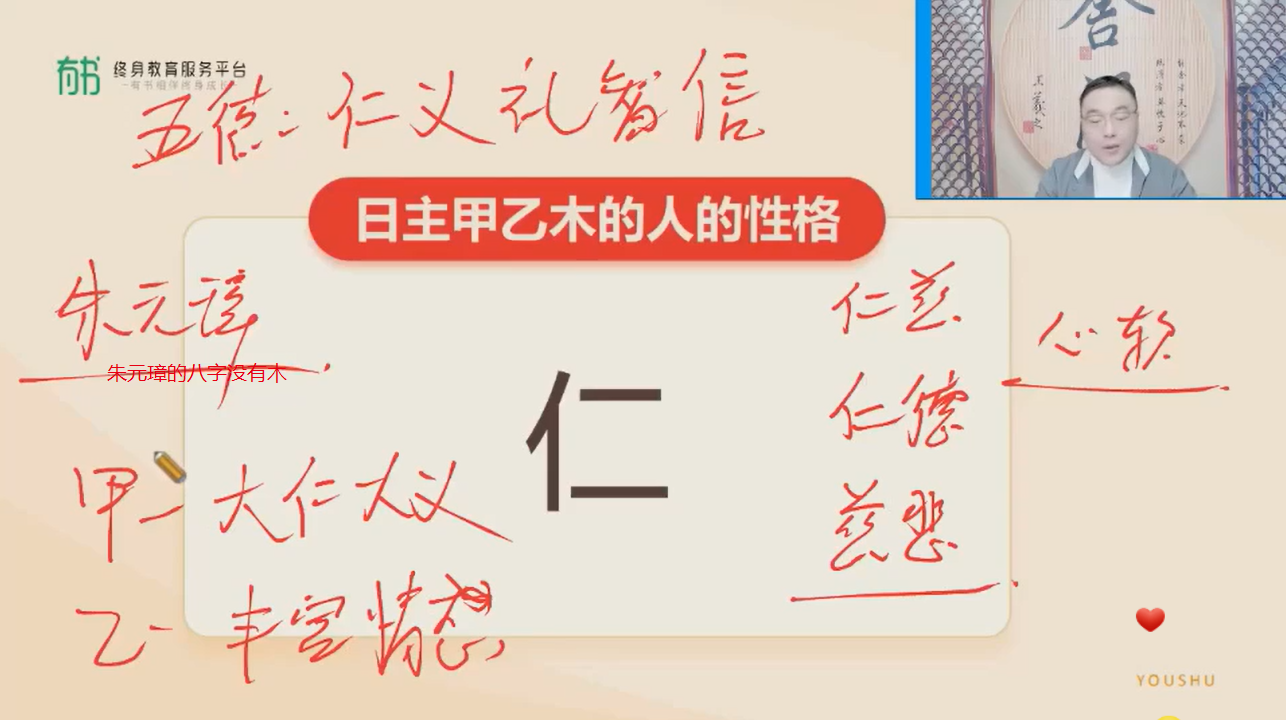 有书 终身教育服务平台
有书相伴终身成长
五德：仁义礼智信
舍
日主甲乙木的人的性格
朱元璋
朱元璋的八字没有木
仁
仁慈
心软
仁德
慈悲
甲- 大仁大义
乙- 丰富情感
YOUSHU